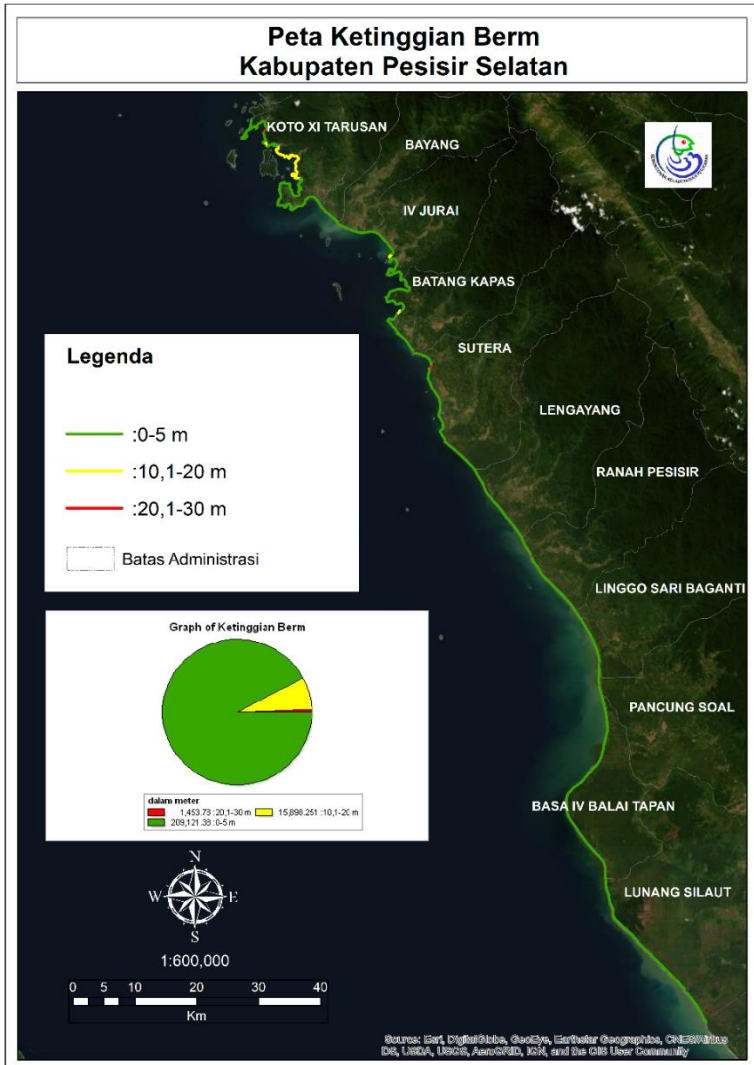 Peta Ketinggian Berm
Kabupaten Pesisir Selatan
KOTO XI TARUSAN
BAYANG
IV JURAI
BATANG KAPAS
SUTERA
LENGAYANG
RANAH PESISIR
LINGGO SARI BAGANTI
PANCUNG SOAL
BASA IV BALAI TAPAN
LUNANG SILAUT
Legenda
:0-5 m
:10,1-20 m
:20,1-30 m
Batas Administrasi
Graph of Ketinggian Berm
dalam meter
1,453.78 :20,1-30 m 15,898.251 :10,1-20 m
209,121.38 :0-5 m
N
W E
S
1:600,000
0 5 10 20 30 40
Km
Source: Esri, DigitalGlobe, GeoEye, Earthstar Geographics, CNES/Airbus
DS, USDA, USGS, AeroGRID, IGN, and the GIS User Community